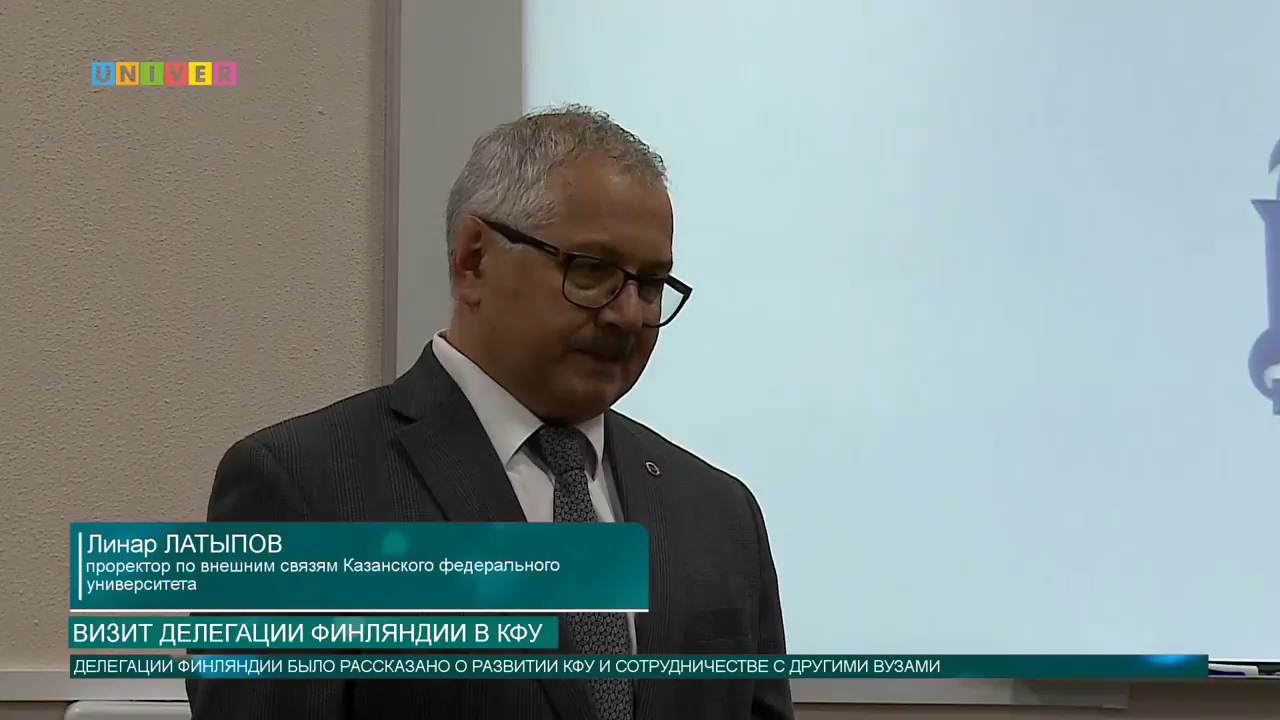 UNIVER
Линар ЛАТЫПОВ
проректор по внешним связям Казанского федерального
университета
ВИЗИТ ДЕЛЕГАЦИИ ФИНЛЯНДИИ В КФУ
ДЕЛЕГАЦИИ ФИНЛЯНДИИ БЫЛО РАССКАЗАНО О РАЗВИТИИ КФУ И СОТРУДНИЧЕСТВЕ С ДРУГИМИ ВУЗАМИ